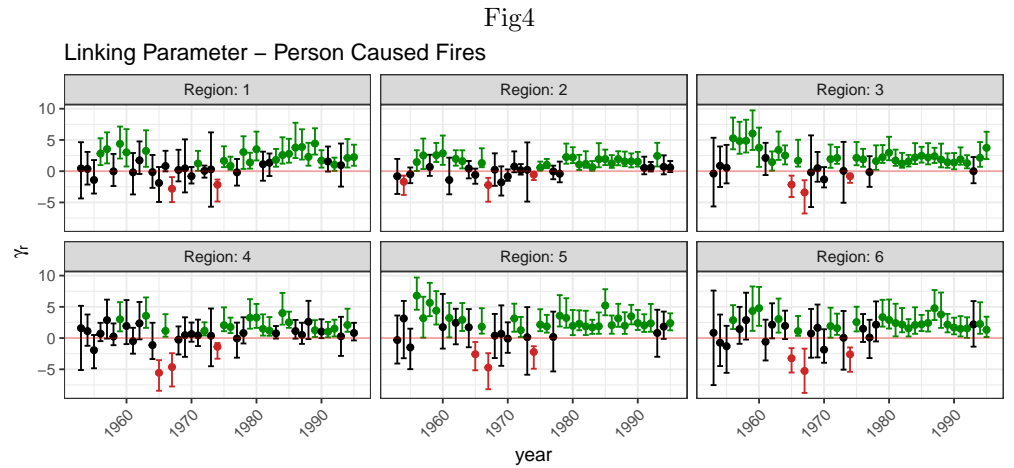 Fig4
Linking Parameter – Person Caused Fires
Region: 1 Region: 2 Region: 3
10
5
0
−5
Region: 4 Region: 5 Region: 6
10
5
0
−5
γr
1960 1970 1980 1990 1960 1970 1980 1990 1960 1970 1980 1990
year